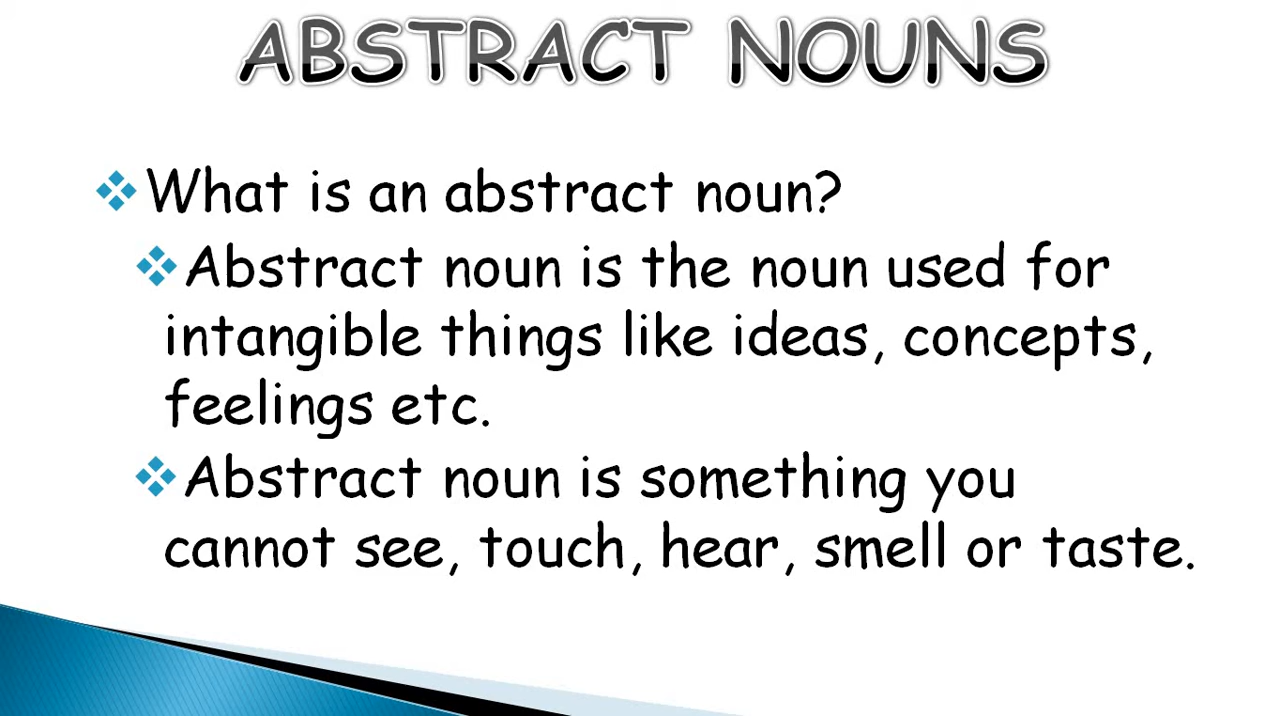 ABSTRACT NOUNS
What is an abstract noun?
Abstract noun is the noun used for
intangible things like ideas, concepts,
feelings etc.
Abstract noun is something you
cannot see, touch, hear, smell or taste.